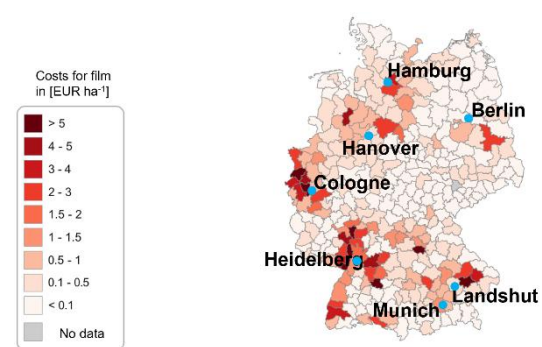 Costs for film
in [EUR ha⁻¹]
> 5
4 - 5
3 - 4
2 - 3
1.5 - 2
1 - 1.5
0.5 - 1
0.1 - 0.5
< 0.1
No data
Hamburg
Berlin
Hanover
Cologne
Heidelberg
Landshut
Munich